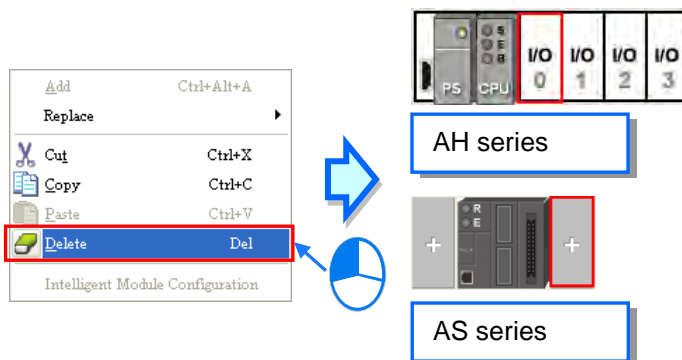 Add Ctrl+Alt+A
Replace
Cut Ctrl+X
Copy Ctrl+C
Paste Ctrl+V
Delete Del
Intelligent Module Configuration
PS CPU I/O 0 I/O 1 I/O 2 I/O 3
AH series
R
E
AS series